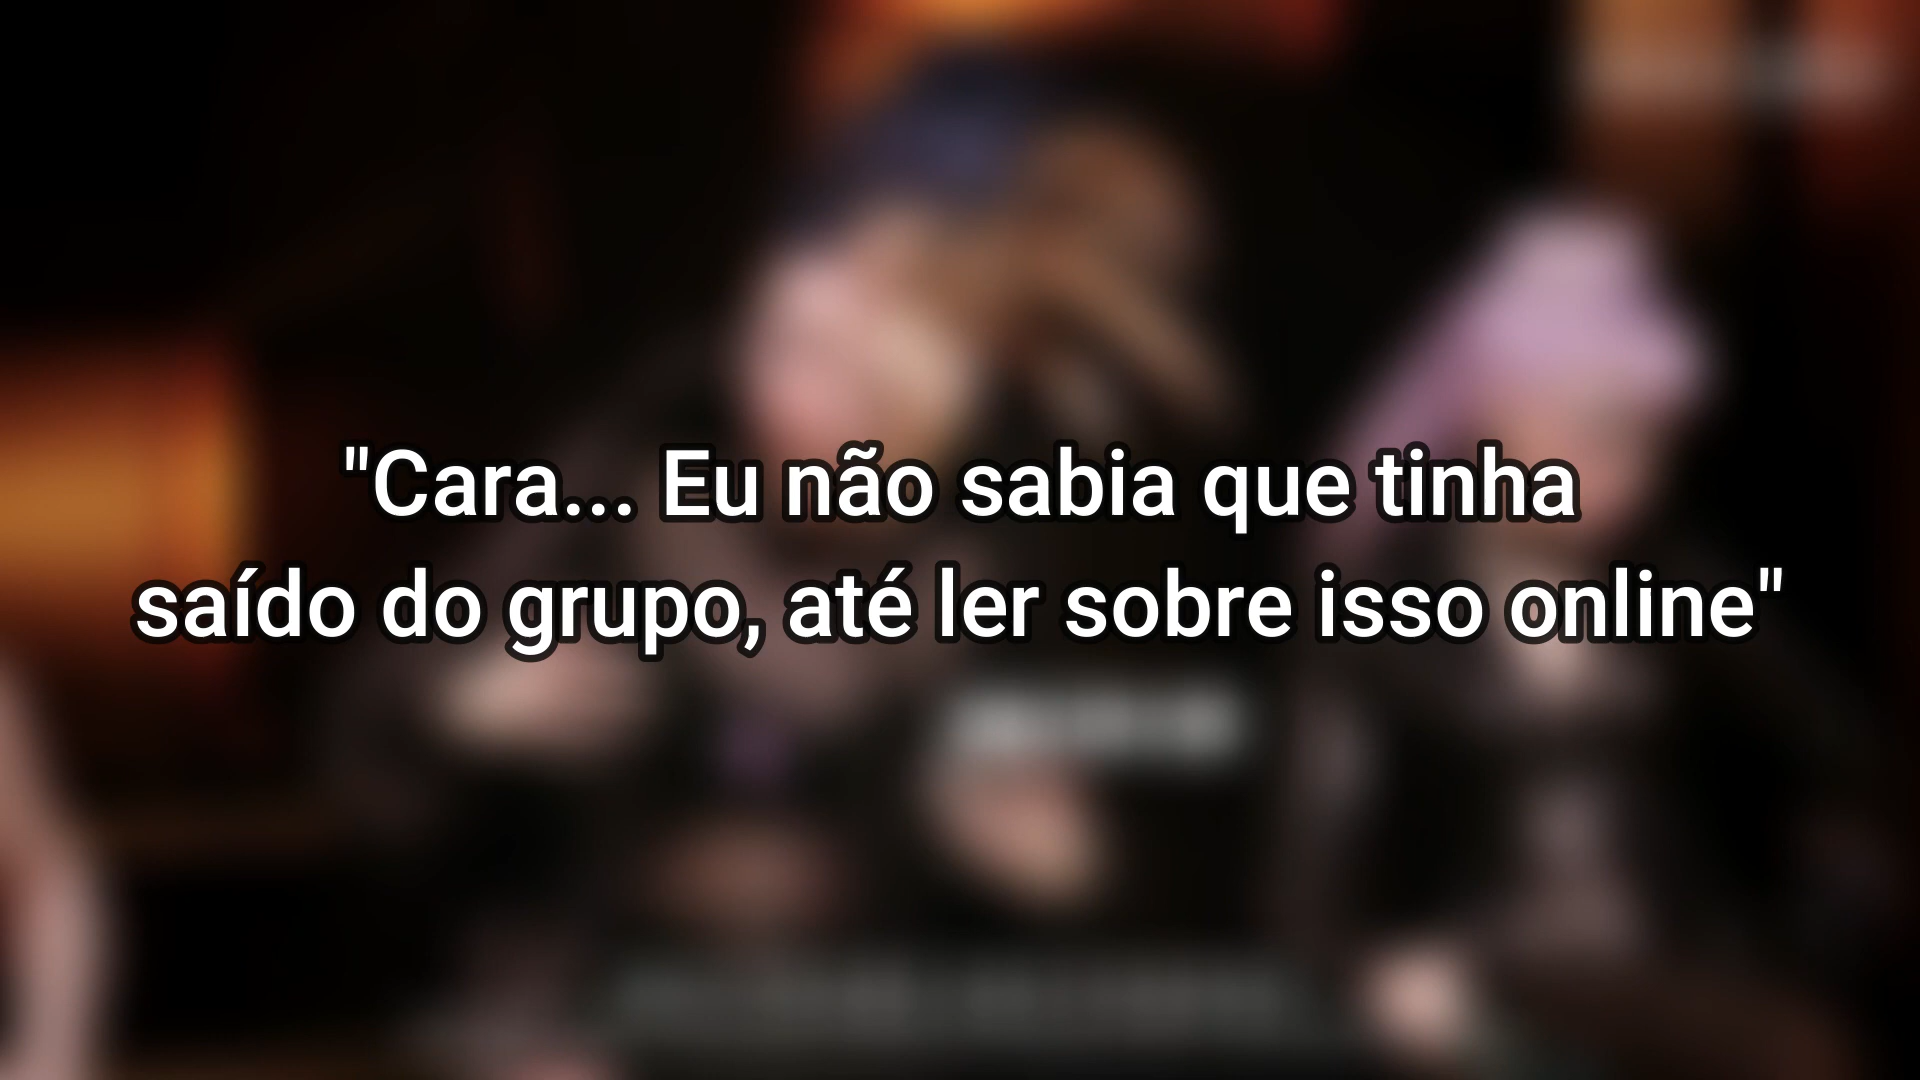 "Cara... Eu não sabia que tinha
saído do grupo, até ler sobre isso online"